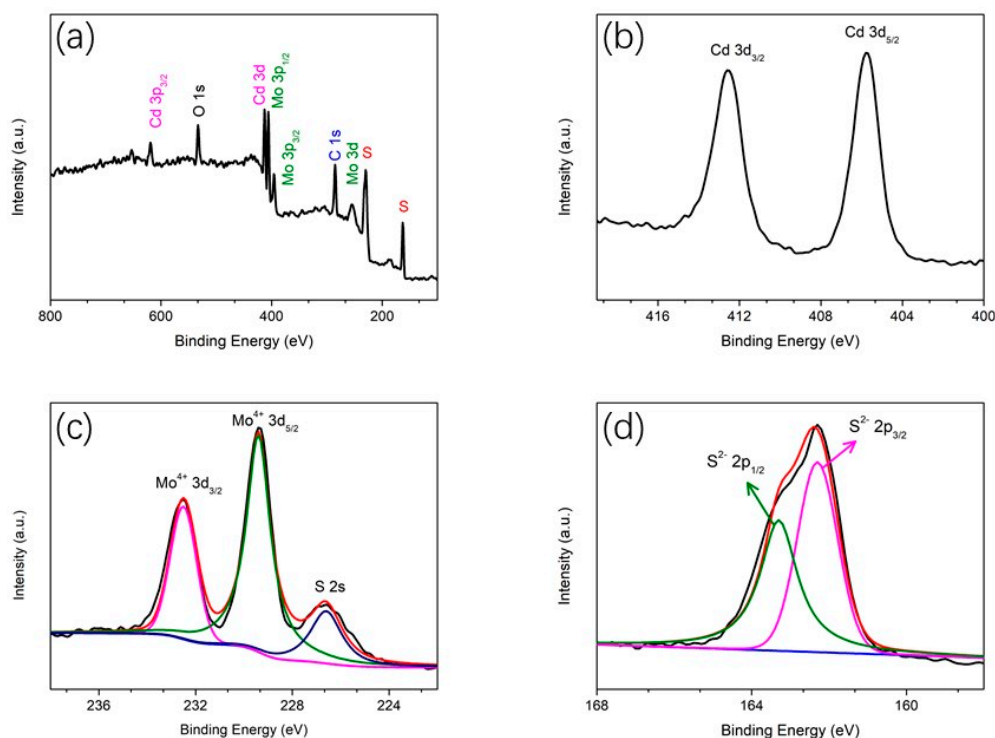 (a)
Cd 3p3/2
O 1s
Cd 3d
Mo 3p1/2
Mo 3p3/2
C 1s
Mo 3d
S
S
Intensity (a.u.)
800 600 400 200
Binding Energy (eV)
(b)
Cd 3d3/2
Cd 3d5/2
Intensity (a.u.)
416 412 408 404 400
Binding Energy (eV)
(c)
Mo4+ 3d5/2
Mo4+ 3d3/2
S 2s
Intensity (a.u.)
236 232 228 224
Binding Energy (eV)
(d)
S2- 2p3/2
S2- 2p1/2
Intensity (a.u.)
168 164 160
Binding Energy (eV)